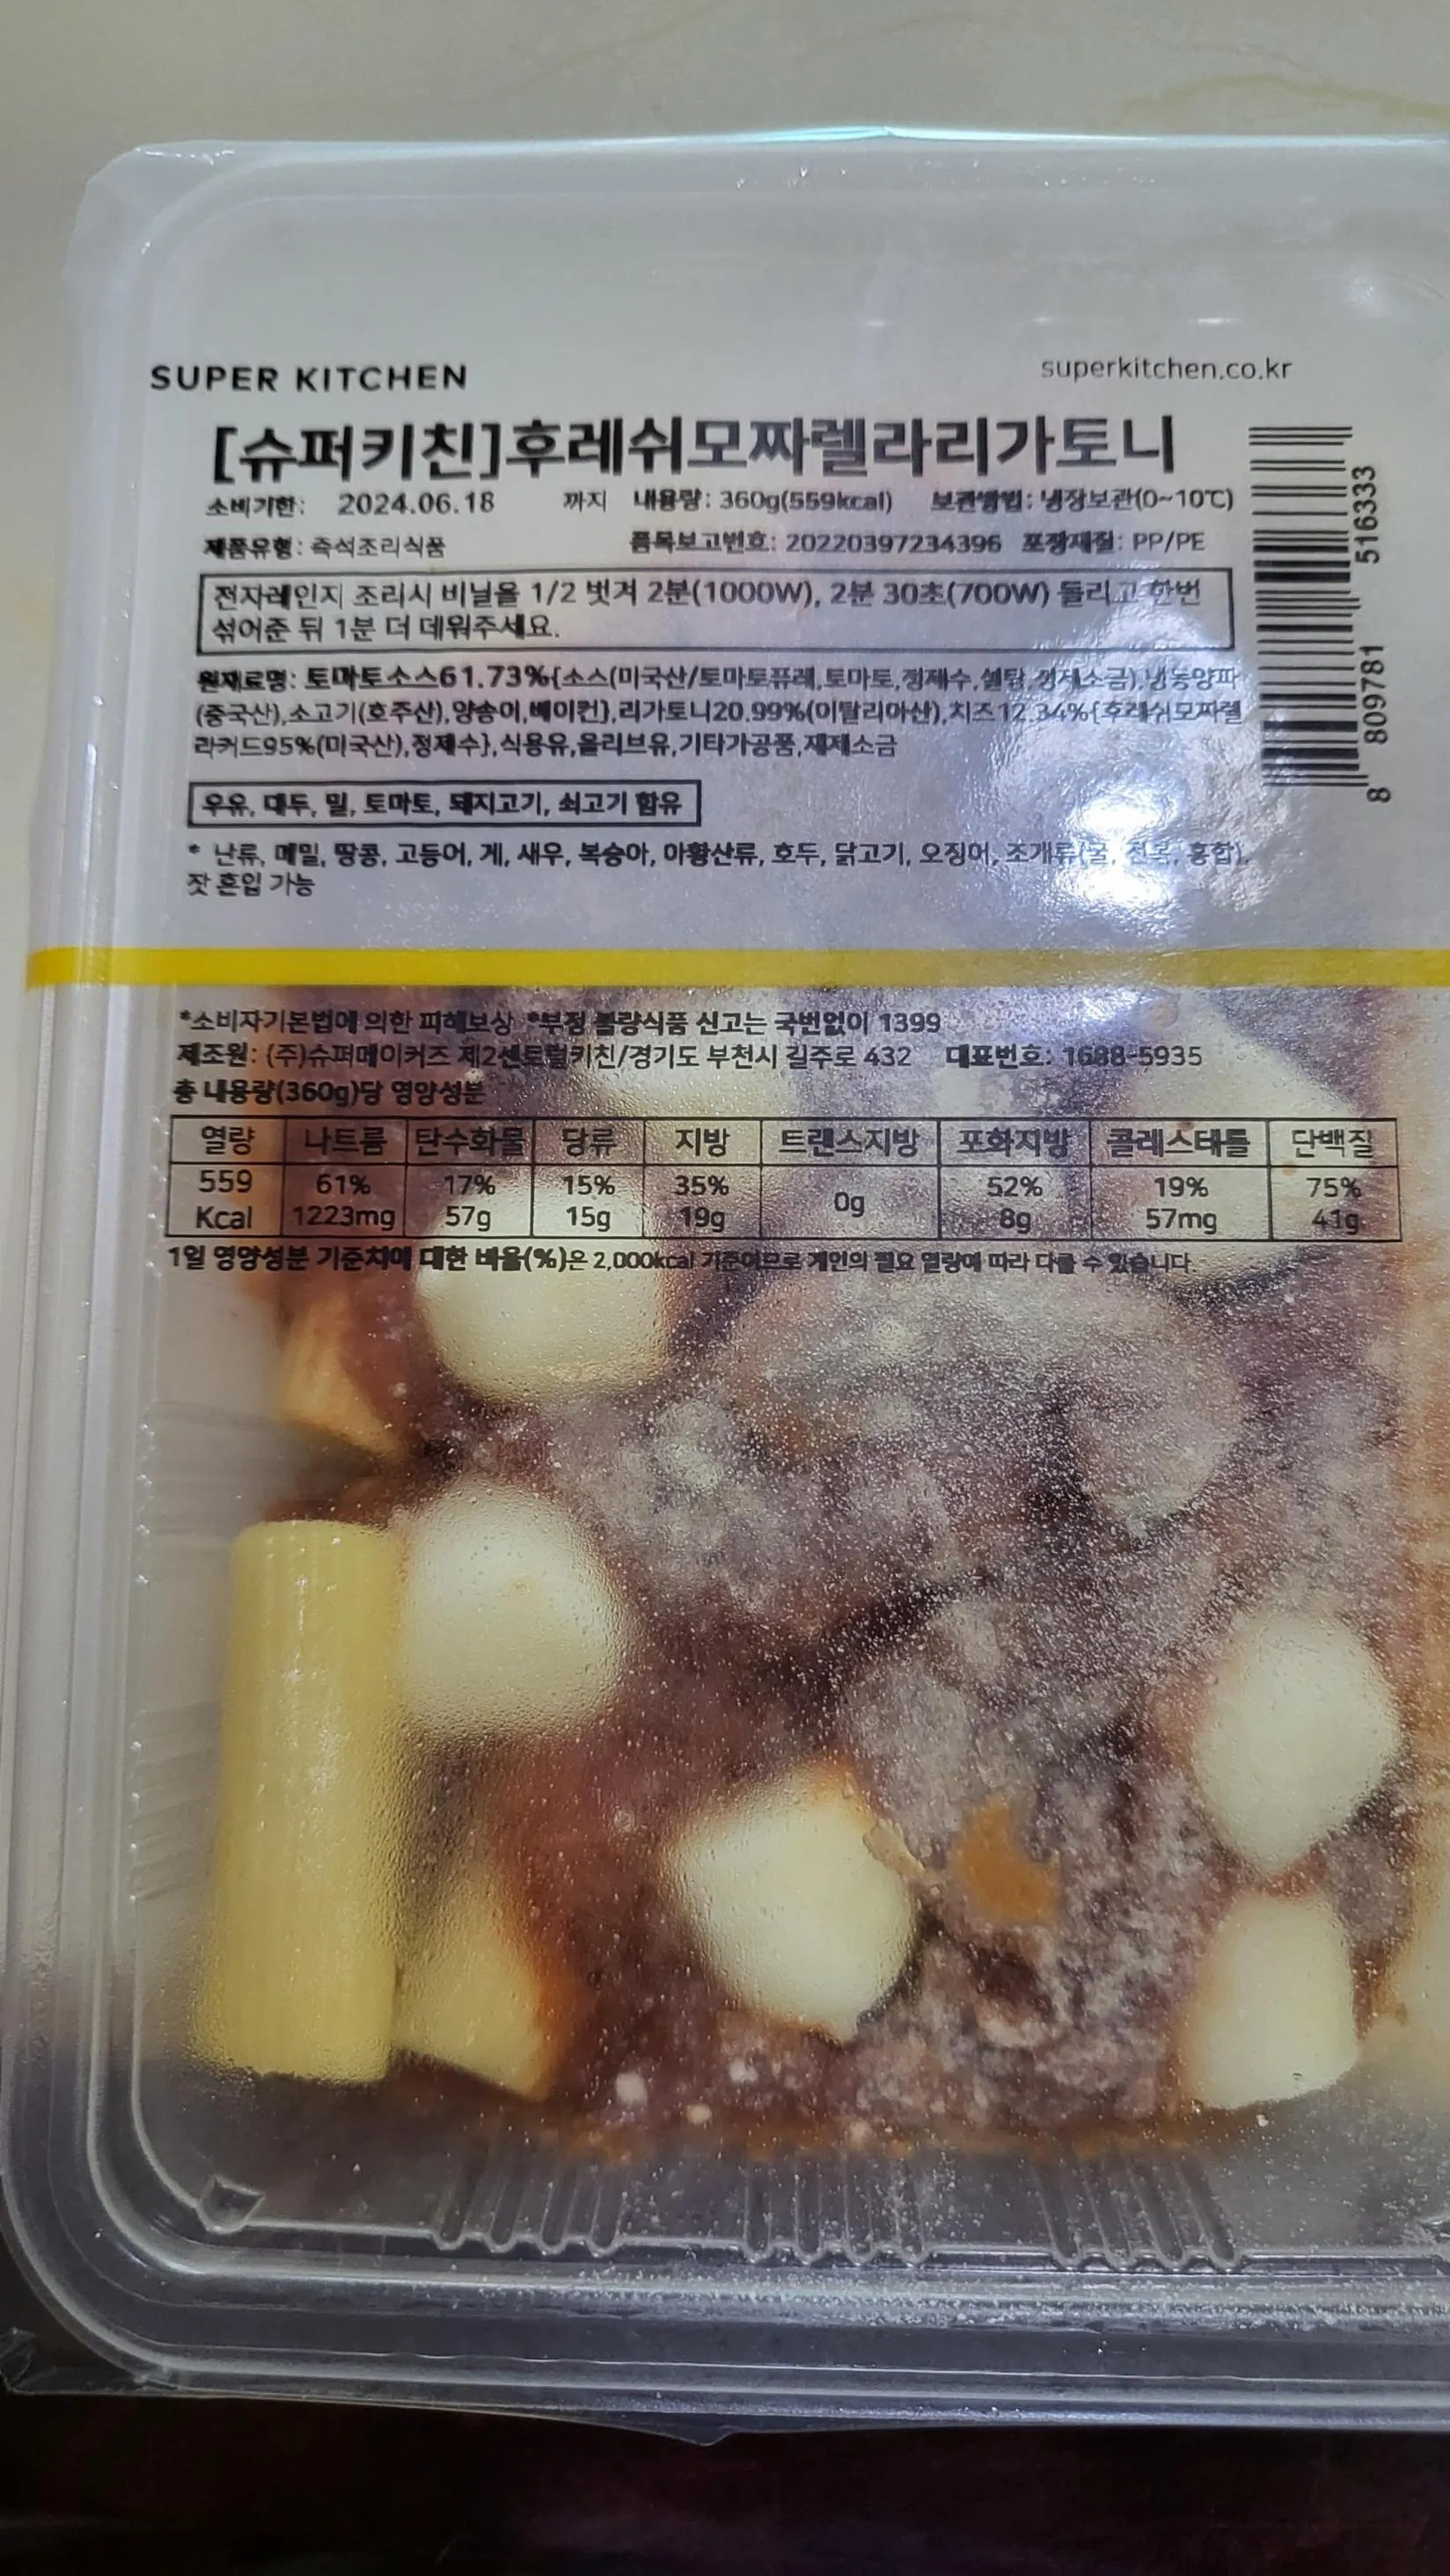 SUPER KITCHEN
superkitchen.co.kr
[슈퍼키친]후레쉬모짜렐라리가토니
소비기한: 2024.06.18 까지 내용량: 360g(559kcal) 보관방법: 냉장보관(0~10℃)
제품유형: 즉석조리식품 품목보고번호: 20220397234396 포장재질: PP/PE
전자레인지 조리시 비닐을 1/2 벗겨 2분(1000W), 2분 30초(700W) 돌리고 한번
섞어준 뒤 1분 더 데워주세요.
원재료명: 토마토소스61.73%{소스(미국산/토마토퓨레,토마토,정제수,설탕,정제소금),냉동양파
(중국산),소고기(호주산),양송이,베이컨},리가토니20.99%(이탈리아산),치즈12.34%{후레쉬모짜렐
라커드95%(미국산),정제수},식용유,올리브유,기타가공품,재제소금
우유, 대두, 밀, 토마토, 돼지고기, 쇠고기 함유
* 난류, 메밀, 땅콩, 고등어, 게, 새우, 복숭아, 아황산류, 호두, 닭고기, 오징어, 조개류(굴, 전복, 홍합),
잣 혼입 가능
8 809781 516333
*소비자기본법에 의한 피해보상 *부정 불량식품 신고는 국번없이 1399
제조원: (주)슈퍼메이커즈 제2센트럴키친/경기도 부천시 길주로 432 대표번호: 1688-5935
총 내용량(360g)당 영양성분
열량 나트륨 탄수화물 당류 지방 트랜스지방 포화지방 콜레스테롤 단백질
559 61% 17% 15% 35% 0g 52% 19% 75%
Kcal 1223mg 57g 15g 19g 8g 57mg 41g
1일 영양성분 기준치에 대한 비율(%)은 2,000kcal 기준이므로 개인의 필요 열량에 따라 다를 수 있습니다.